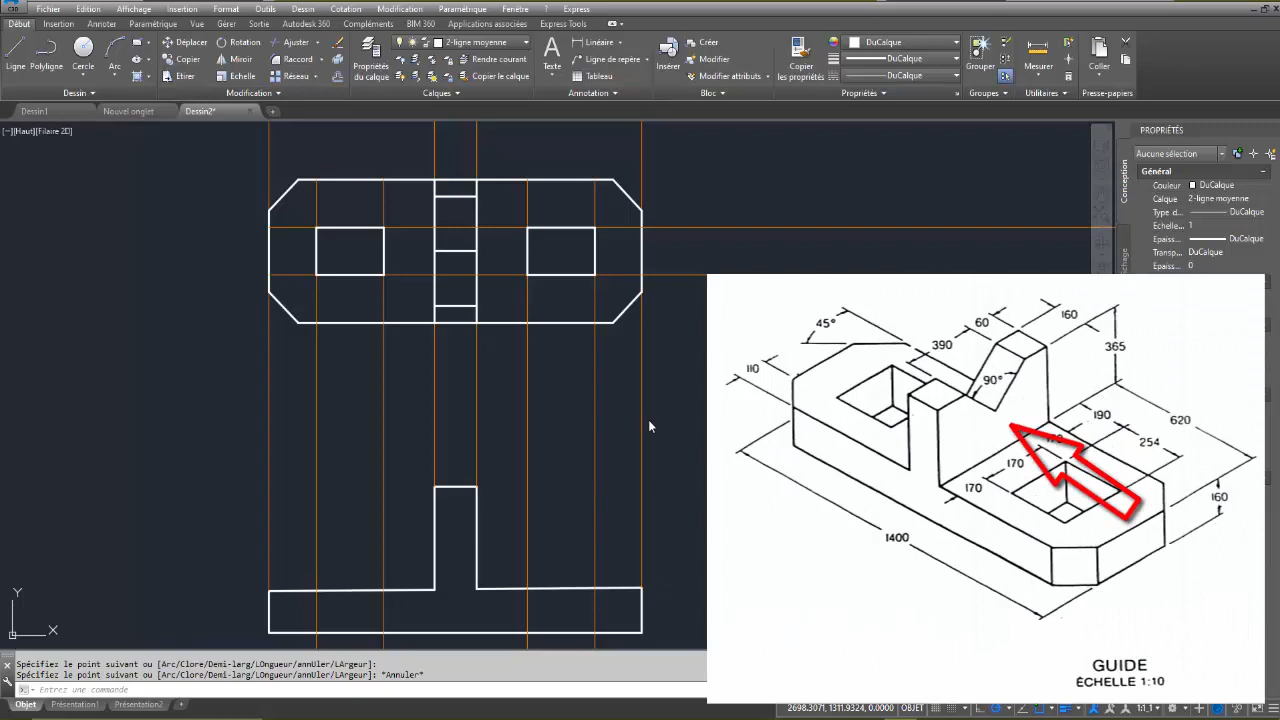 Fichier Edition Affichage Insertion Format Outils Dessin Cotation Modification Paramétrique Fenêtre ? Express
Début Insertion Annoter Paramétrique Vue Gérer Sortie Autodesk 360 Compléments BIM 360 Applications associées Express Tools
Déplacer Rotation Ajuster 2-ligne moyenne Linéaire Créer DuCalque
Ligne Polyligne Cercle Arc Copier Miroir Raccord Propriétés du calque Rendre courant Texte Ligne de repère Insérer Modifier Copier les propriétés DuCalque Grouper Mesurer Coller
Etirer Echelle Réseau Copier le calque Tableau Modifier attributs DuCalque
Dessin Modification Calques Annotation Bloc Propriétés Groupes Utilitaires Presse-papiers
Dessin1 Nouvel onglet Dessin2*
[−][Haut][Filaire 2D]
PROPRIÉTÉS
Aucune sélection
Général
Couleur DuCalque
Calque 2-ligne moyenne
Type d... DuCalque
Echelle... 1
Epaiss... DuCalque
Transp... DuCalque
Epaiss... 0
Conception
45°
60
160
390
365
110
90°
190
620
254
170
170
160
1400
GUIDE
ÉCHELLE 1:10
Y
X
Spécifiez le point suivant ou [Arc/Clore/Demi-larg/LOngueur/annUler/LArgeur]:
Spécifiez le point suivant ou [Arc/Clore/Demi-larg/LOngueur/annUler/LArgeur]: *Annuler*
Entrez une commande
Objet Présentation1 Présentation2 +
2698.3071, 1311.9324, 0.0000 OBJET 1:1